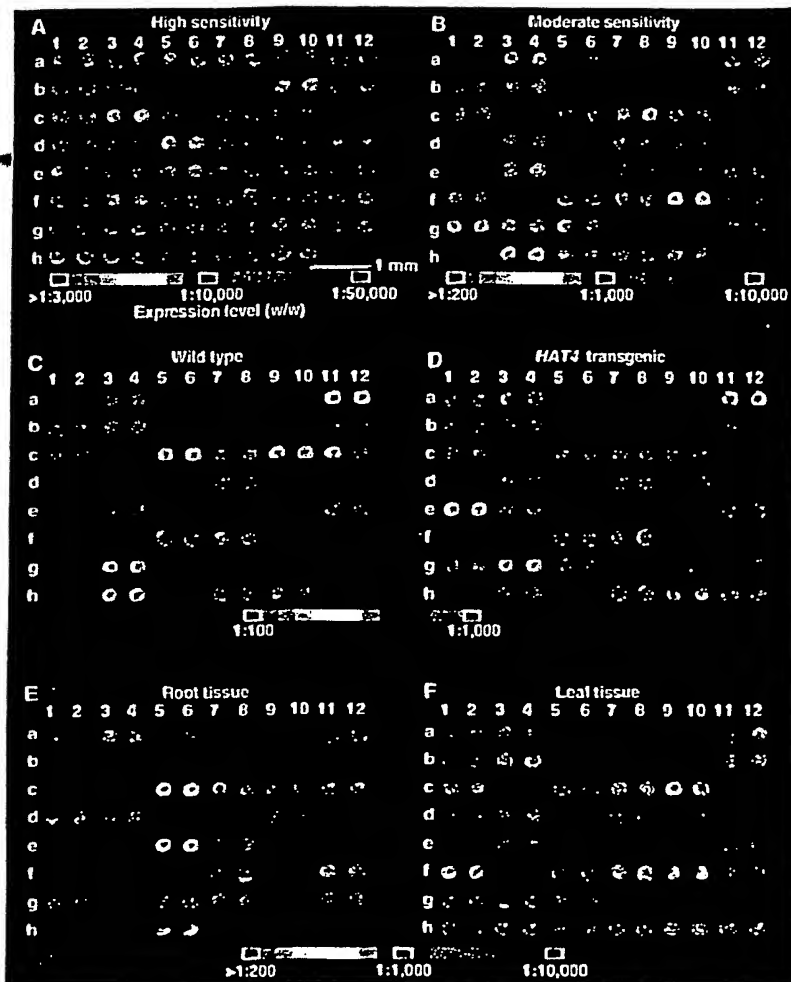 A High sensitivity
1 2 3 4 5 6 7 8 9 10 11 12
a
b
c
d
e
f
g
h
1 mm
>1:3,000 1:10,000 1:50,000
Expression level (w/w)
B Moderate sensitivity
1 2 3 4 5 6 7 8 9 10 11 12
a
b
c
d
e
f
g
h
>1:200 1:1,000 1:10,000
C Wild type
1 2 3 4 5 6 7 8 9 10 11 12
a
b
c
d
e
f
g
h
D HAT4 transgenic
1 2 3 4 5 6 7 8 9 10 11 12
a
b
c
d
e
f
g
h
1:100 1:1,000
E Root tissue
1 2 3 4 5 6 7 8 9 10 11 12
a
b
c
d
e
f
g
h
F Leaf tissue
1 2 3 4 5 6 7 8 9 10 11 12
a
b
c
d
e
f
g
h
>1:200 1:1,000 1:10,000